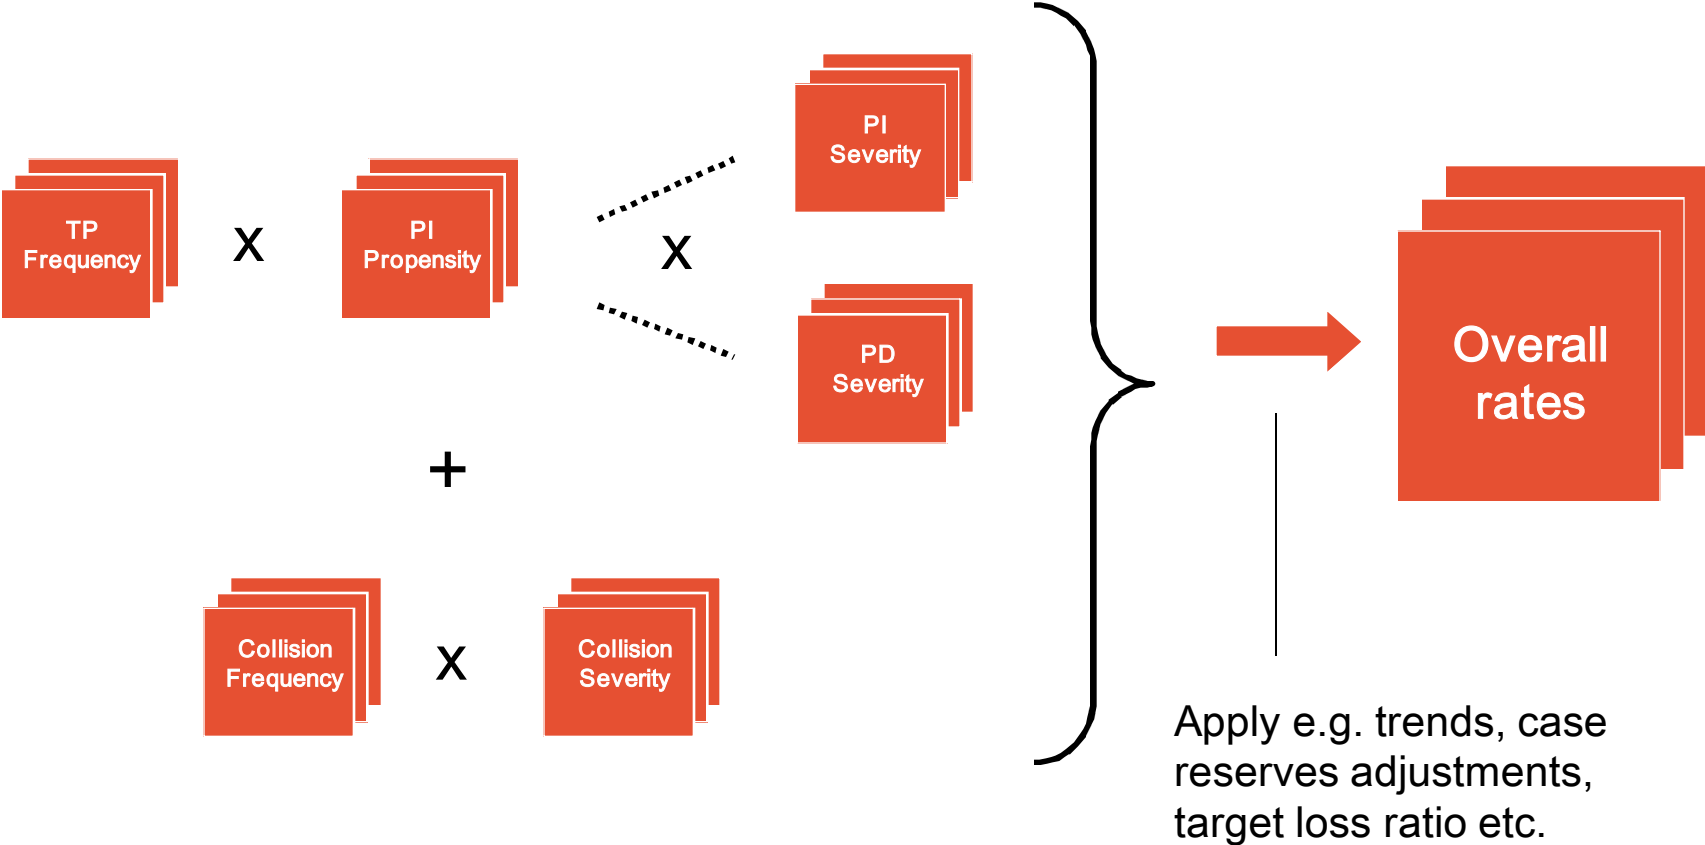 TP
Frequency
x
PI
Propensity
x
PI
Severity
PD
Severity
+
Collision
Frequency
x
Collision
Severity
Overall
rates
Apply e.g. trends, case
reserves adjustments,
target loss ratio etc.